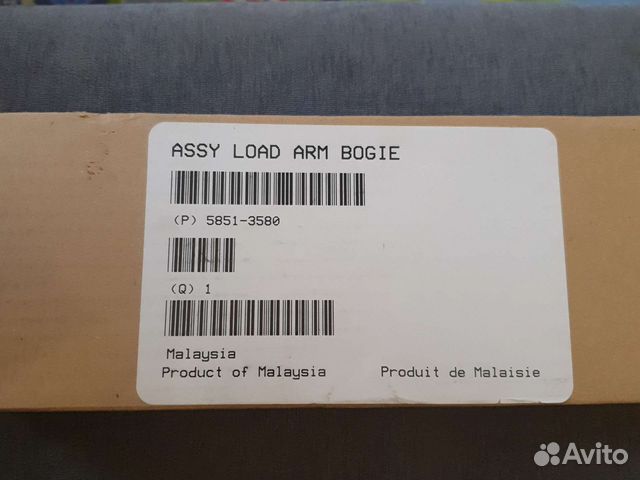 ASSY LOAD ARM BOGIE
(P) 5851-3580
(Q) 1
Malaysia
Product of Malaysia Produit de Malaisie
Avito